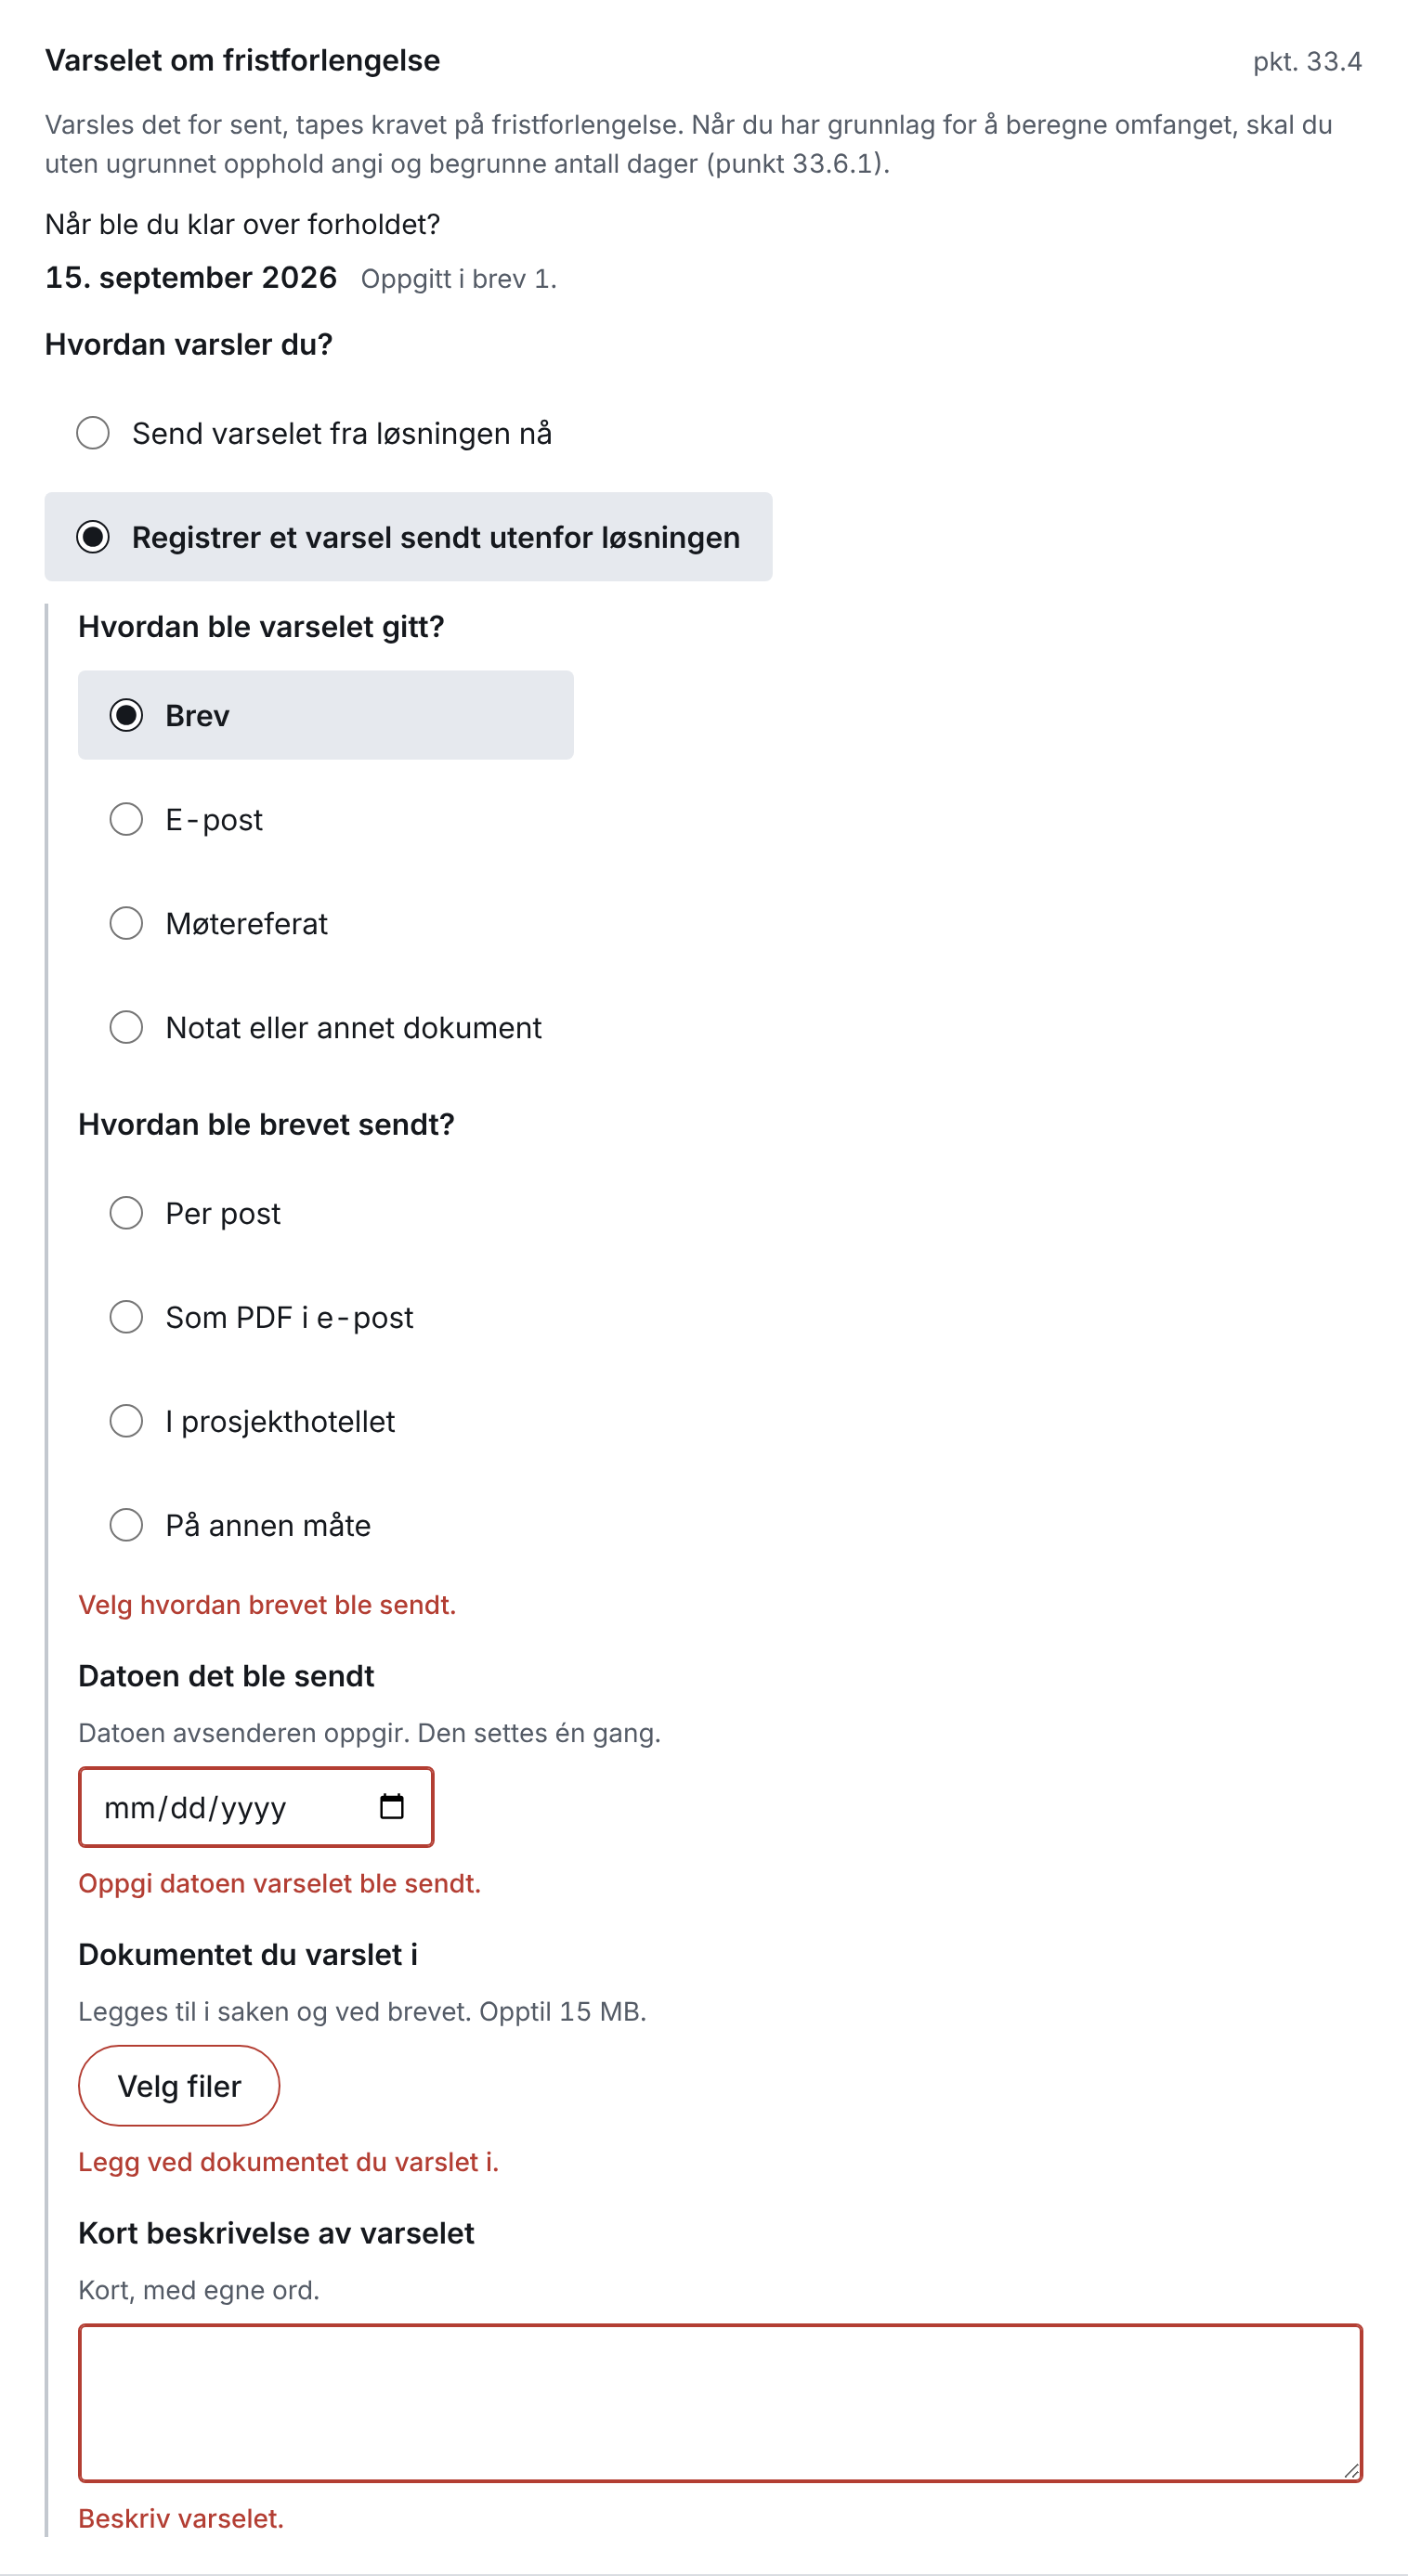 Varselet om fristforlengelse
pkt. 33.4
Varsles det for sent, tapes kravet på fristforlengelse. Når du har grunnlag for å beregne omfanget, skal du
uten ugrunnet opphold angi og begrunne antall dager (punkt 33.6.1).
Når ble du klar over forholdet?
15. september 2026 Oppgitt i brev 1.
Hvordan varsler du?
Send varselet fra løsningen nå
Registrer et varsel sendt utenfor løsningen
Hvordan ble varselet gitt?
Brev
E-post
Møtereferat
Notat eller annet dokument
Hvordan ble brevet sendt?
Per post
Som PDF i e-post
I prosjekthotellet
På annen måte
Velg hvordan brevet ble sendt.
Datoen det ble sendt
Datoen avsenderen oppgir. Den settes én gang.
mm/dd/yyyy
Oppgi datoen varselet ble sendt.
Dokumentet du varslet i
Legges til i saken og ved brevet. Opptil 15 MB.
Velg filer
Legg ved dokumentet du varslet i.
Kort beskrivelse av varselet
Kort, med egne ord.
Beskriv varselet.